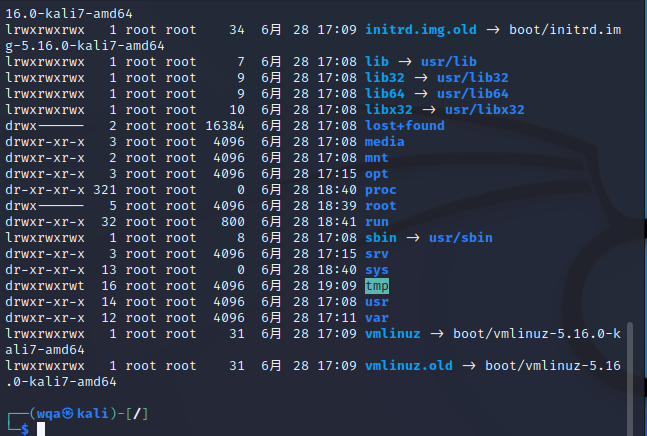 16.0-kali7-amd64
lrwxrwxrwx   1 root root    34  6月 28 17:09 initrd.img.old → boot/initrd.im
g-5.16.0-kali7-amd64
lrwxrwxrwx   1 root root     7  6月 28 17:08 lib → usr/lib
lrwxrwxrwx   1 root root     9  6月 28 17:08 lib32 → usr/lib32
lrwxrwxrwx   1 root root     9  6月 28 17:08 lib64 → usr/lib64
lrwxrwxrwx   1 root root    10  6月 28 17:08 libx32 → usr/libx32
drwx------   2 root root 16384  6月 28 17:08 lost+found
drwxr-xr-x   3 root root  4096  6月 28 17:08 media
drwxr-xr-x   2 root root  4096  6月 28 17:08 mnt
drwxr-xr-x   3 root root  4096  6月 28 17:15 opt
dr-xr-xr-x 321 root root     0  6月 28 18:40 proc
drwx------   5 root root  4096  6月 28 18:39 root
drwxr-xr-x  32 root root   800  6月 28 18:41 run
lrwxrwxrwx   1 root root     8  6月 28 17:08 sbin → usr/sbin
drwxr-xr-x   3 root root  4096  6月 28 17:15 srv
dr-xr-xr-x  13 root root     0  6月 28 18:40 sys
drwxrwxrwt  16 root root  4096  6月 28 19:09 tmp
drwxr-xr-x  14 root root  4096  6月 28 17:08 usr
drwxr-xr-x  12 root root  4096  6月 28 17:11 var
lrwxrwxrwx   1 root root    31  6月 28 17:09 vmlinuz → boot/vmlinuz-5.16.0-k
ali7-amd64
lrwxrwxrwx   1 root root    31  6月 28 17:09 vmlinuz.old → boot/vmlinuz-5.16
.0-kali7-amd64
┌──(wqa㉿kali)-[/]
└─$